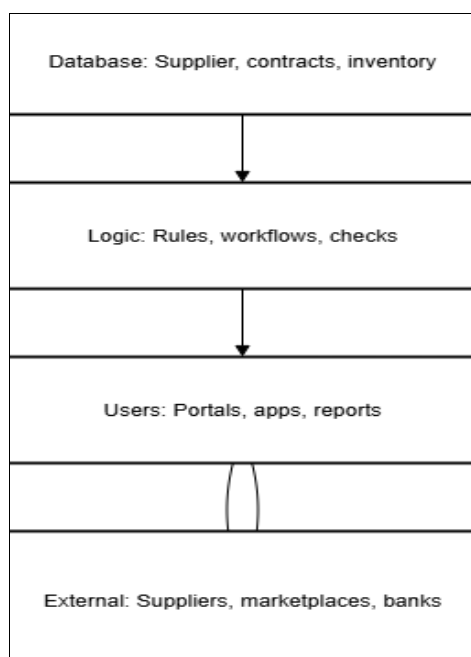 Database: Supplier, contracts, inventory
Logic: Rules, workflows, checks
Users: Portals, apps, reports
External: Suppliers, marketplaces, banks